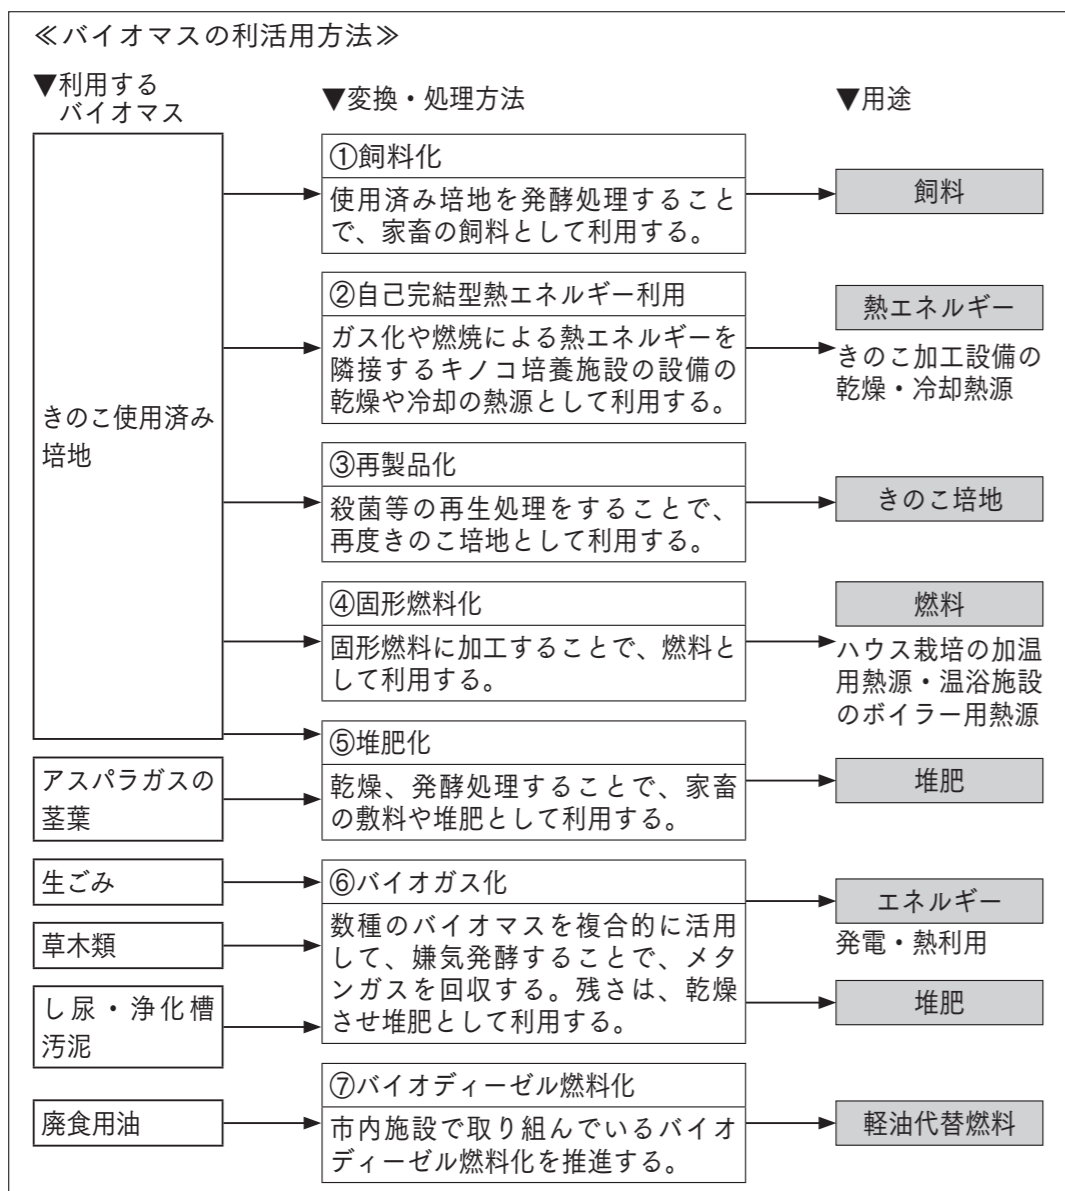 ≪バイオマスの利活用方法≫
▼利用する
バイオマス
▼変換・処理方法
▼用途
きのこ使用済み
培地
①飼料化
使用済み培地を発酵処理すること
で、家畜の飼料として利用する。
飼料
②自己完結型熱エネルギー利用
ガス化や燃焼による熱エネルギーを
隣接するキノコ培養施設の設備の
乾燥や冷却の熱源として利用する。
熱エネルギー
きのこ加工設備の
乾燥・冷却熱源
③再製品化
殺菌等の再生処理をすることで、
再度きのこ培地として利用する。
きのこ培地
④固形燃料化
固形燃料に加工することで、燃料と
して利用する。
燃料
ハウス栽培の加温
用熱源・温浴施設
のボイラー用熱源
アスパラガスの
茎葉
⑤堆肥化
乾燥、発酵処理することで、家畜
の敷料や堆肥として利用する。
堆肥
生ごみ
草木類
し尿・浄化槽
汚泥
⑥バイオガス化
数種のバイオマスを複合的に活用
して、嫌気発酵することで、メタ
ンガスを回収する。残さは、乾燥
させ堆肥として利用する。
エネルギー
発電・熱利用
堆肥
廃食用油
⑦バイオディーゼル燃料化
市内施設で取り組んでいるバイオ
ディーゼル燃料化を推進する。
軽油代替燃料